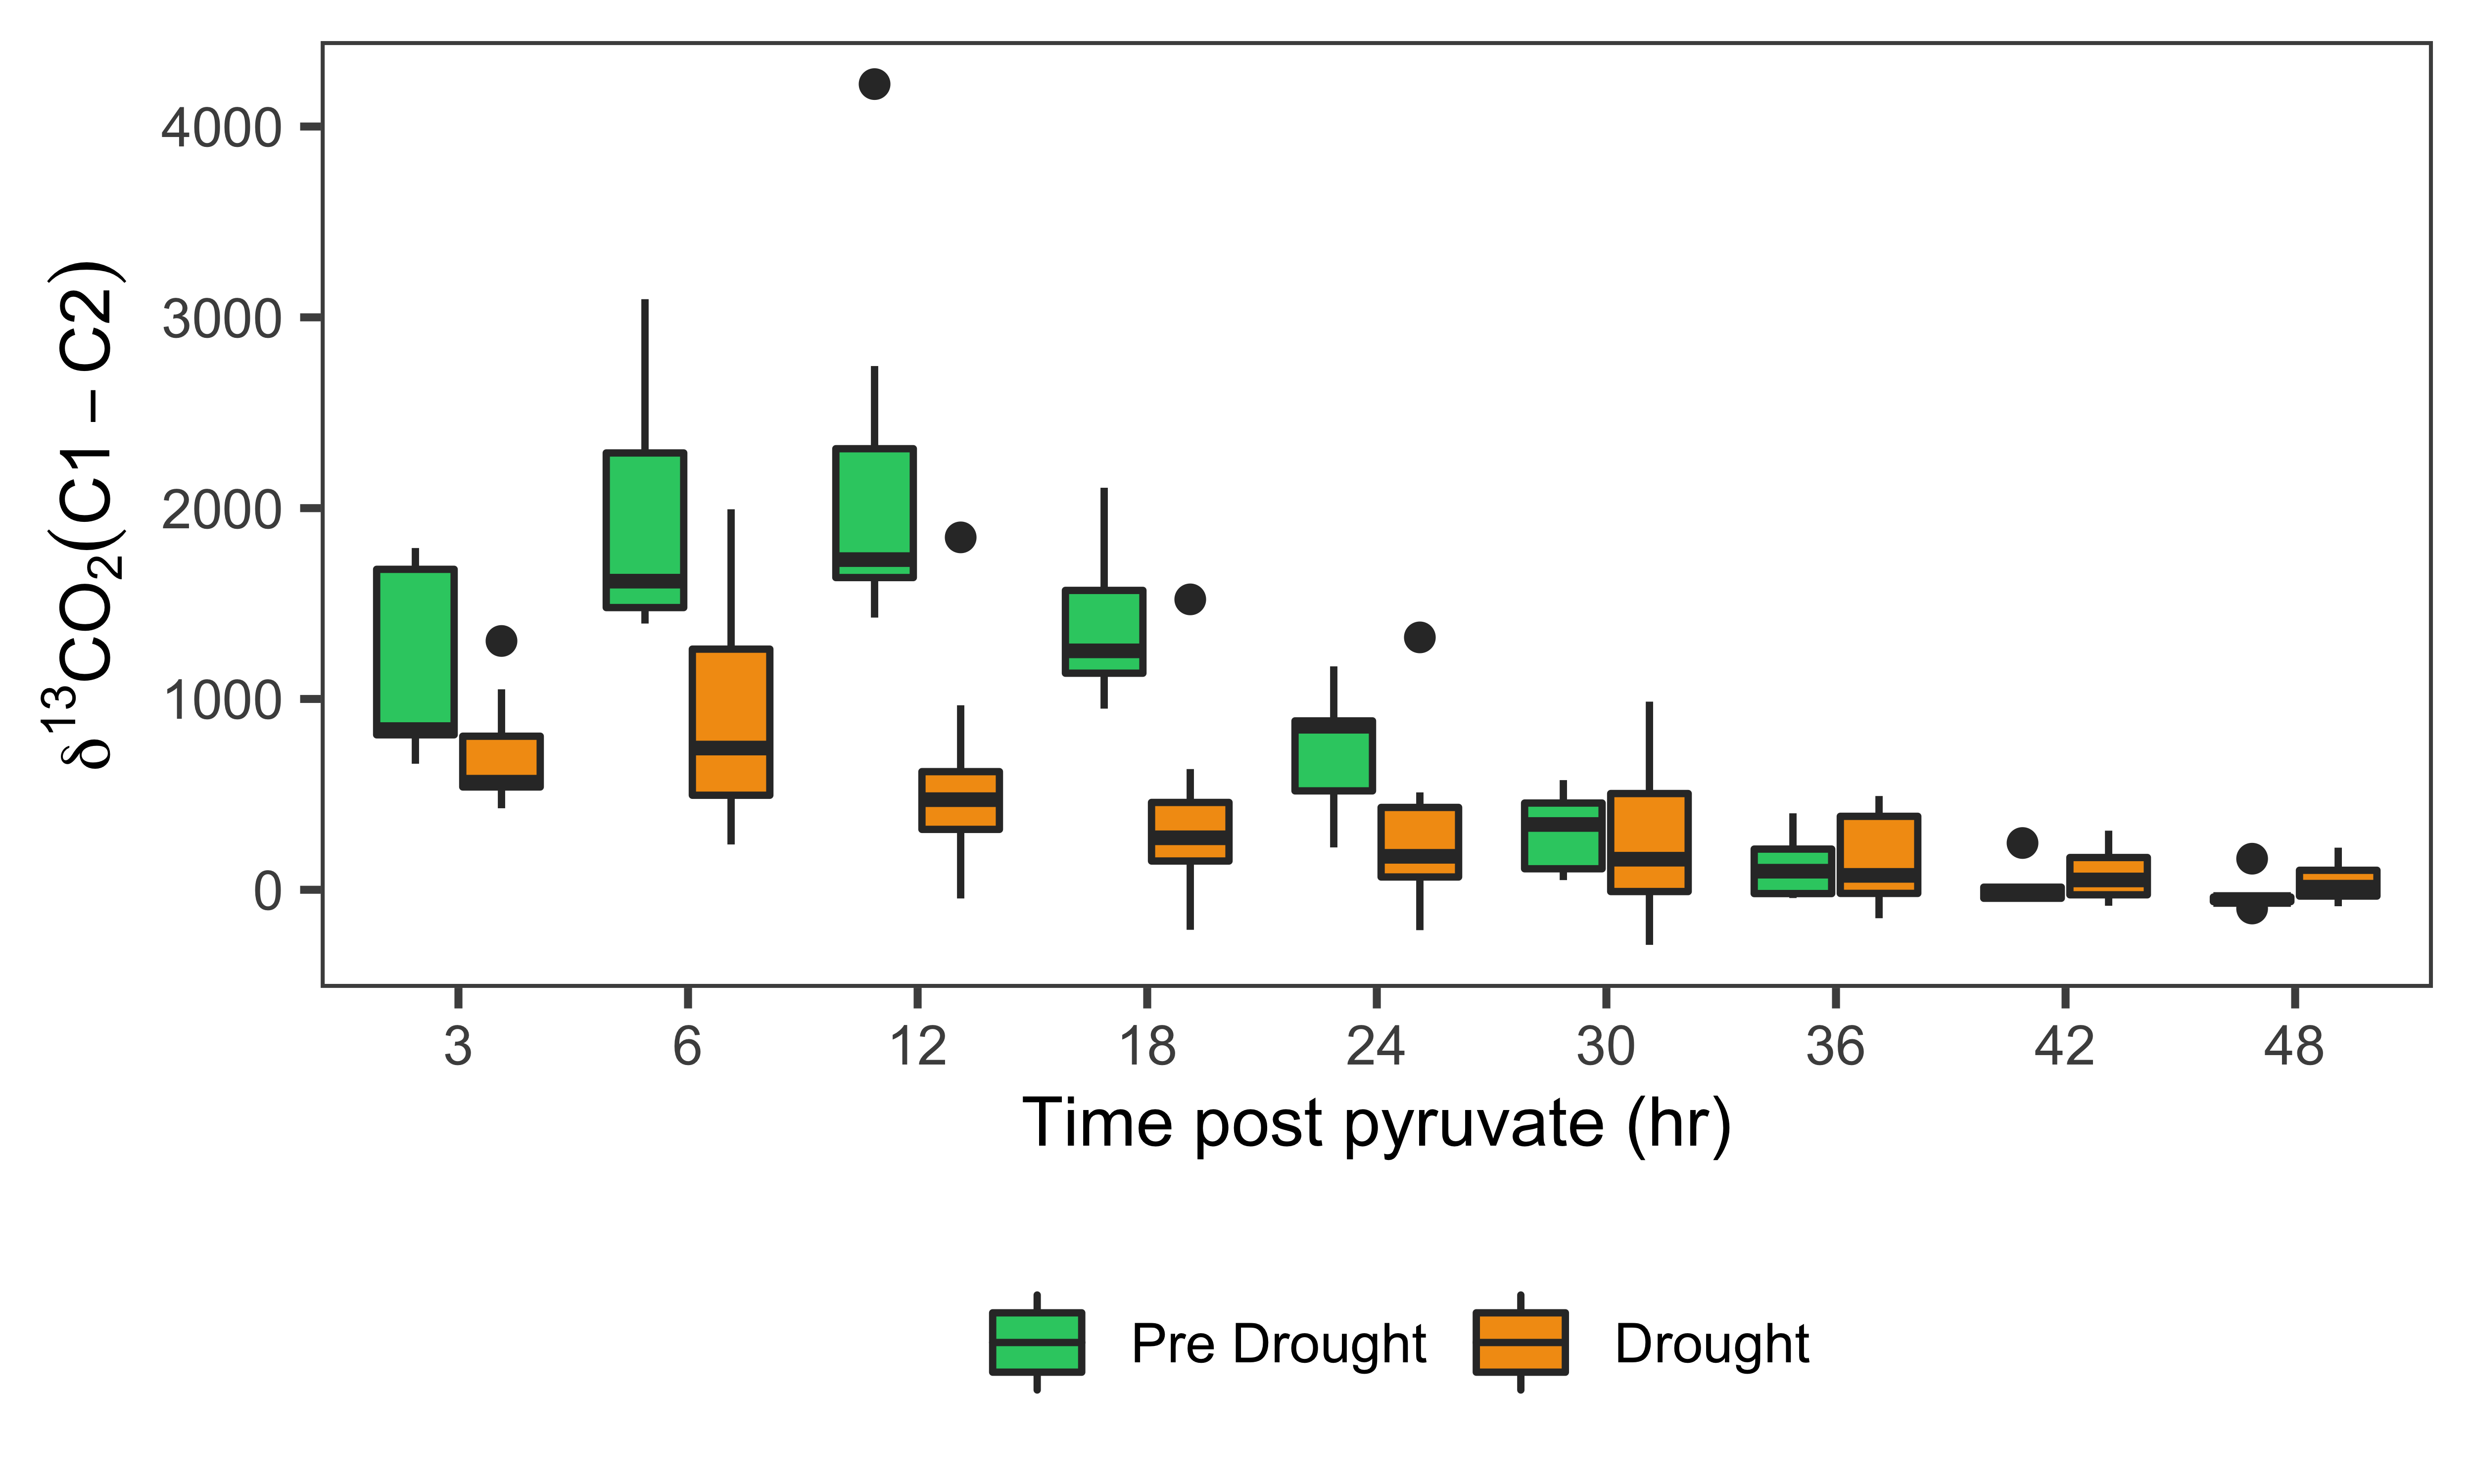 δ¹³CO₂(C1 – C2)
4000
3000
2000
1000
0
3 6 12 18 24 30 36 42 48
Time post pyruvate (hr)
Pre Drought Drought